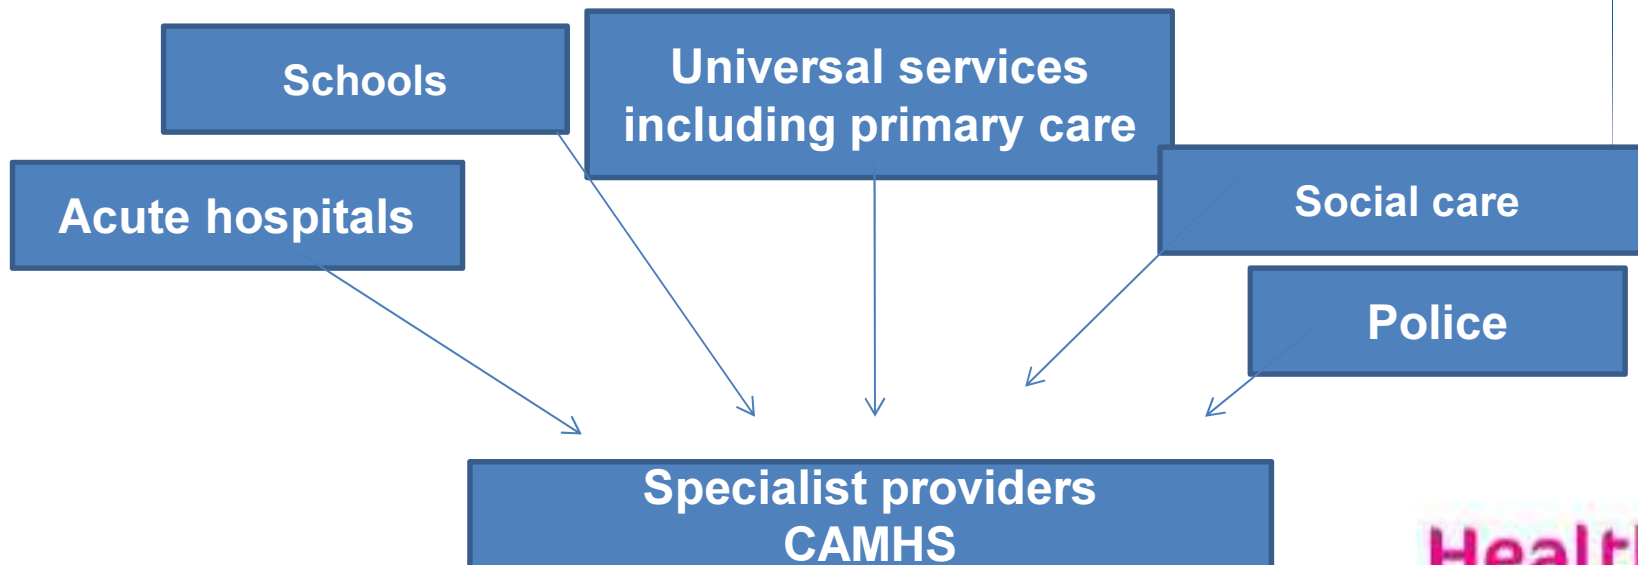 Schools
Universal services
including primary care
Acute hospitals
Social care
Police
Specialist providers
CAMHS